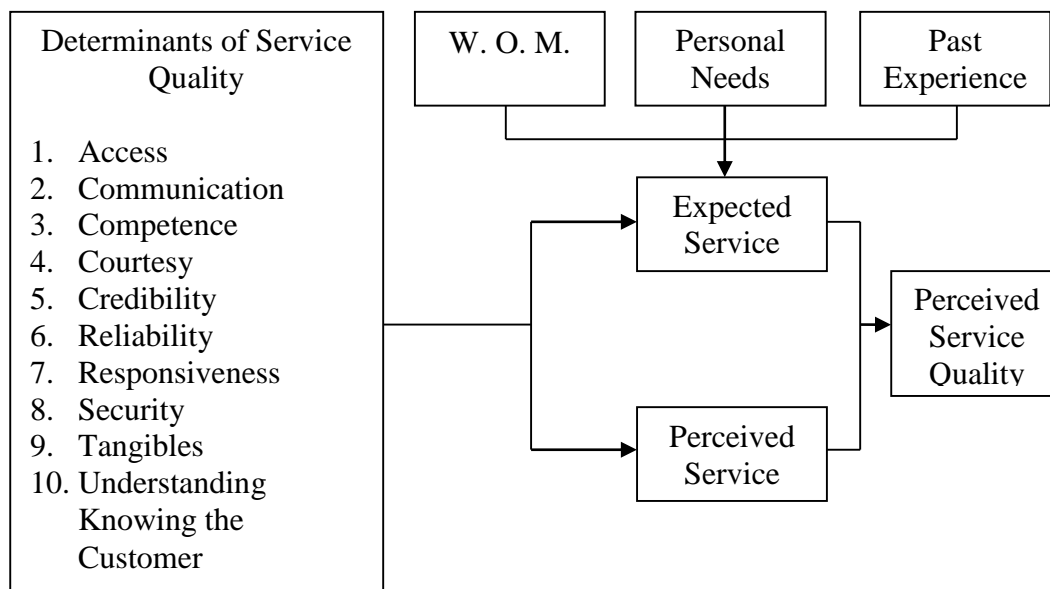 Determinants of Service
Quality
1. Access
2. Communication
3. Competence
4. Courtesy
5. Credibility
6. Reliability
7. Responsiveness
8. Security
9. Tangibles
10. Understanding
Knowing the
Customer
W. O. M.
Personal
Needs
Past
Experience
Expected
Service
Perceived
Service
Perceived
Service
Quality